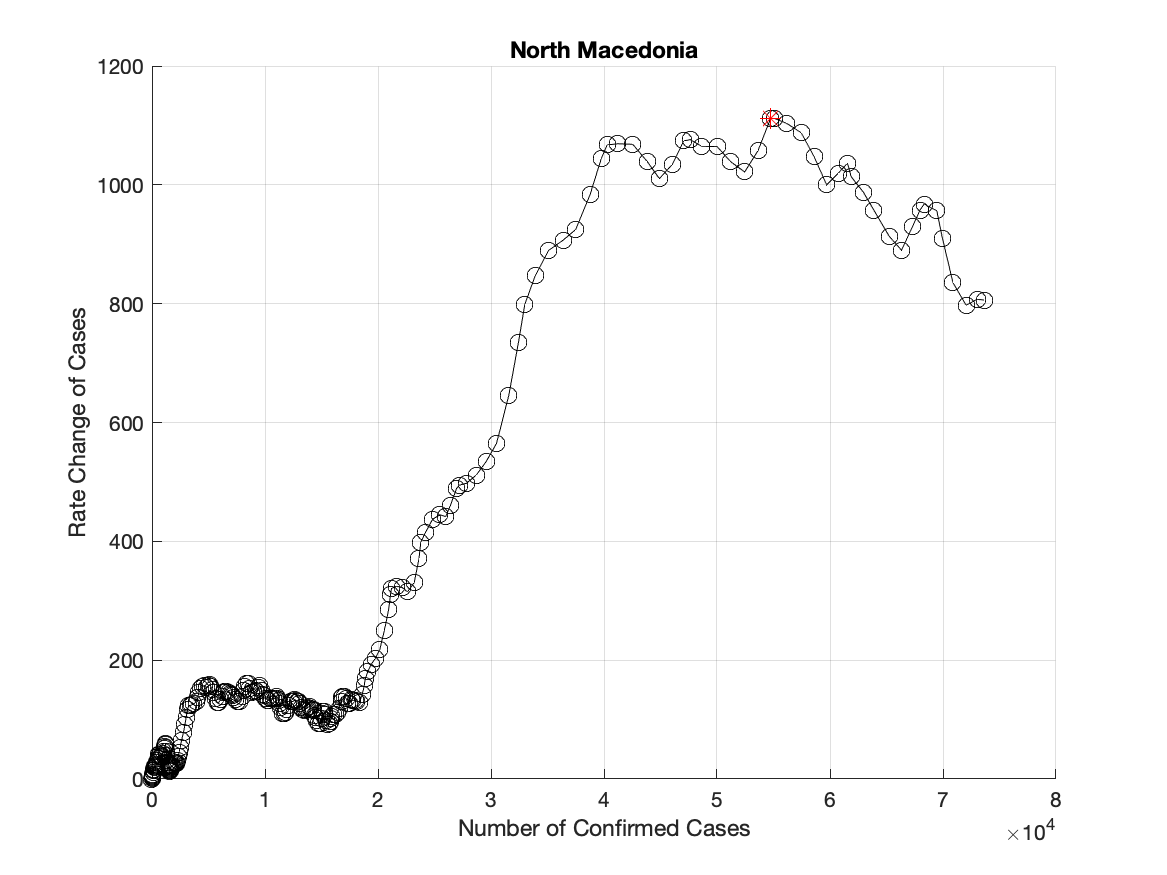 North Macedonia
1200
1000
800
600
400
200
0
Rate Change of Cases
0 1 2 3 4 5 6 7 8
Number of Confirmed Cases
×10^4